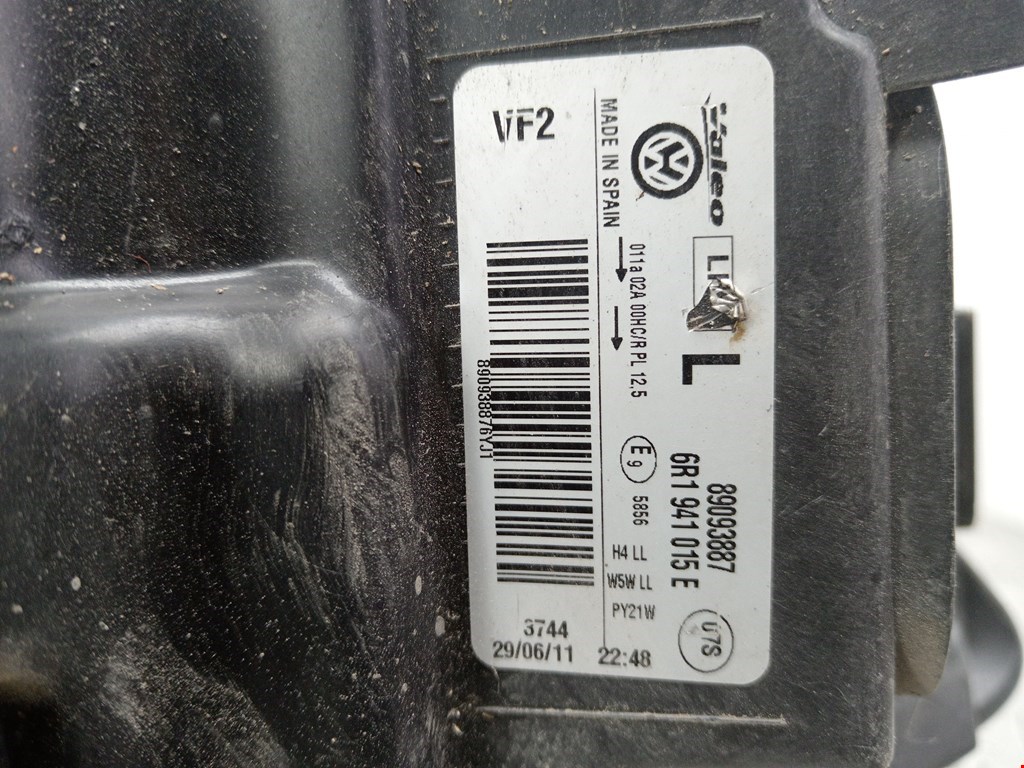 Valeo
L
89093887
6R1 941 015 E
U7S
MADE IN SPAIN
011a 02A 00HC/R PL 12.5
E9
5856
H4 LL
W5W LL
PY21W
VF2
890938876YJ1
3744
29/06/11 22:48